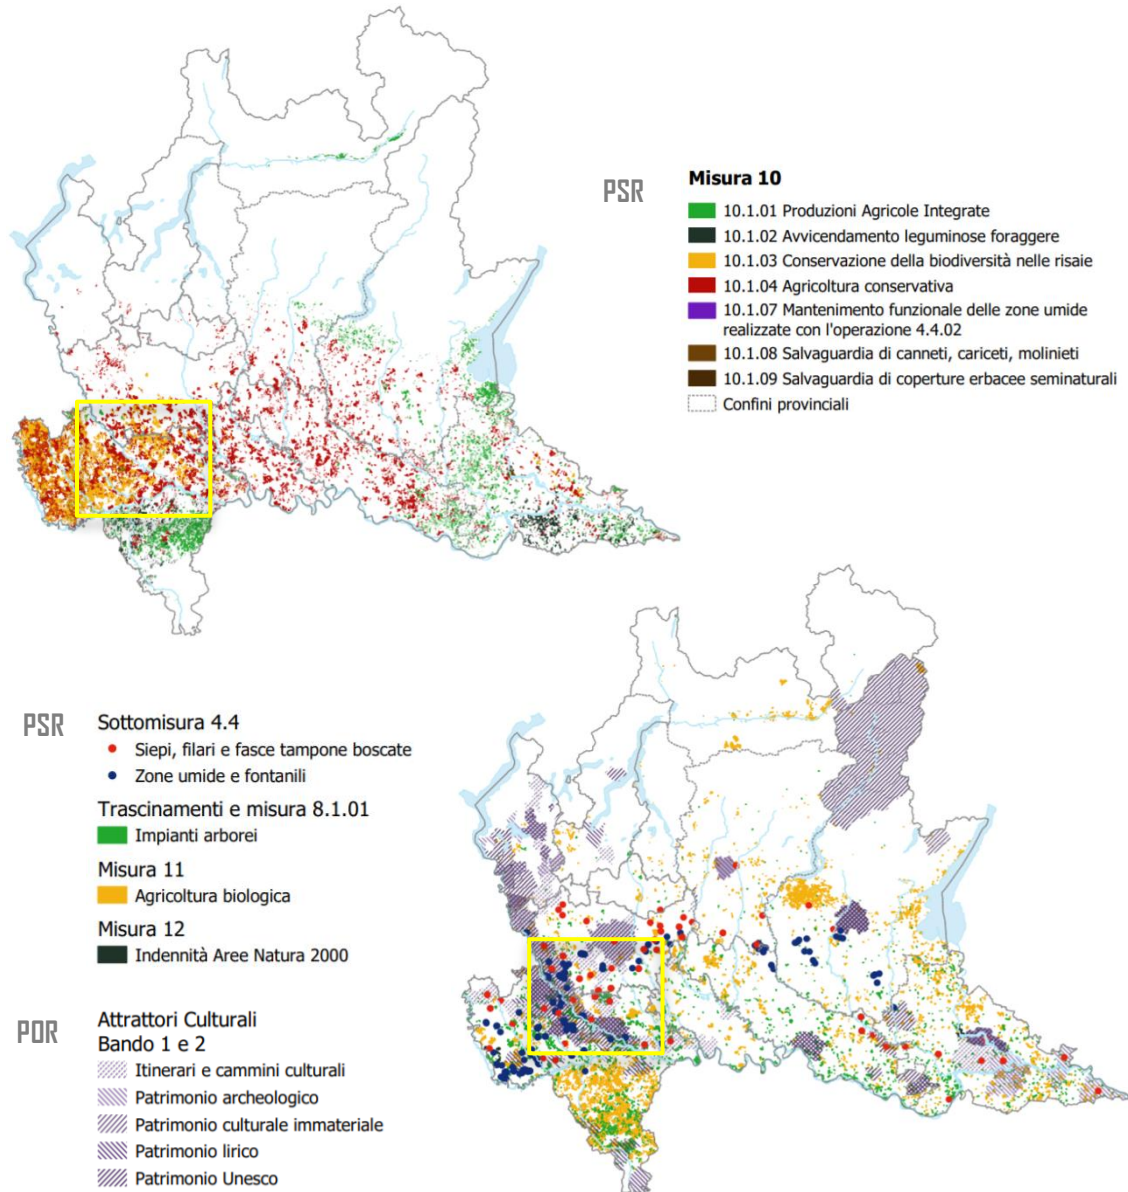 PSR
Misura 10
10.1.01 Produzioni Agricole Integrate
10.1.02 Avvicendamento leguminose foraggere
10.1.03 Conservazione della biodiversità nelle risaie
10.1.04 Agricoltura conservativa
10.1.07 Mantenimento funzionale delle zone umide
realizzate con l'operazione 4.4.02
10.1.08 Salvaguardia di canneti, cariceti, molinieti
10.1.09 Salvaguardia di coperture erbacee seminaturali
Confini provinciali
PSR
Sottomisura 4.4
Siepi, filari e fasce tampone boscate
Zone umide e fontanili
Trascinamenti e misura 8.1.01
Impianti arborei
Misura 11
Agricoltura biologica
Misura 12
Indennità Aree Natura 2000
POR
Attrattori Culturali
Bando 1 e 2
Itinerari e cammini culturali
Patrimonio archeologico
Patrimonio culturale immateriale
Patrimonio lirico
Patrimonio Unesco